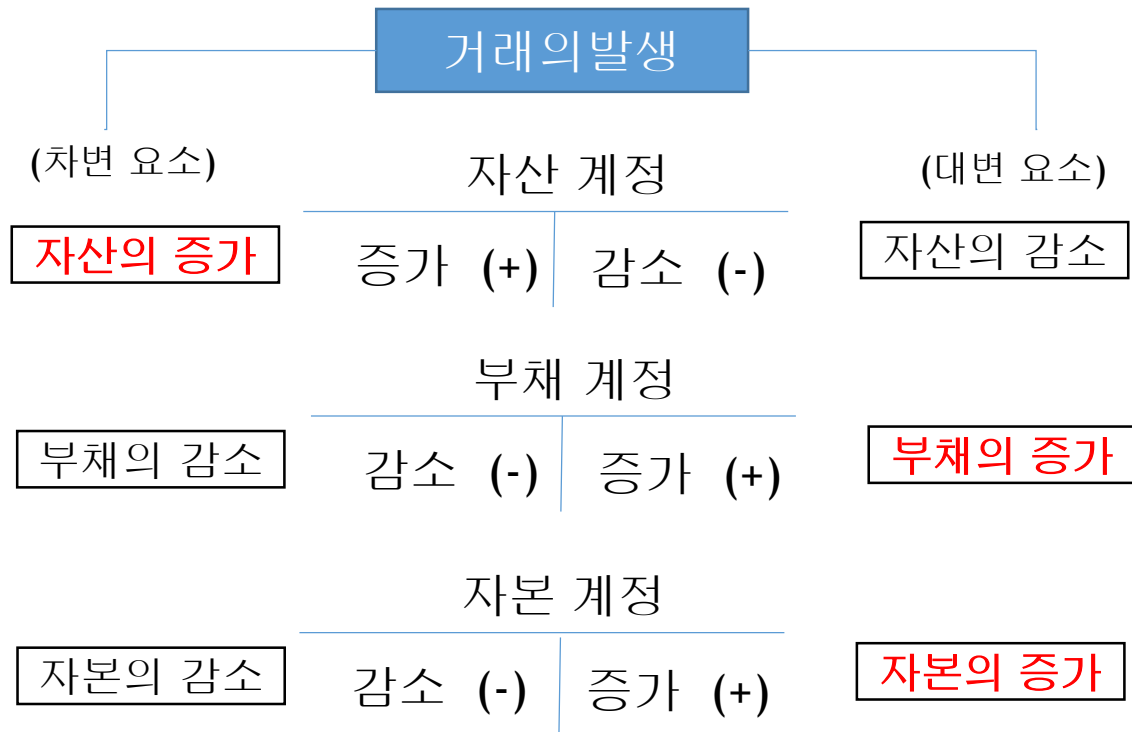 거래의발생
(차변 요소)
자산 계정
(대변 요소)
자산의 증가
증가 (+)
감소 (-)
자산의 감소
부채 계정
부채의 감소
감소 (-)
증가 (+)
부채의 증가
자본 계정
자본의 감소
감소 (-)
증가 (+)
자본의 증가